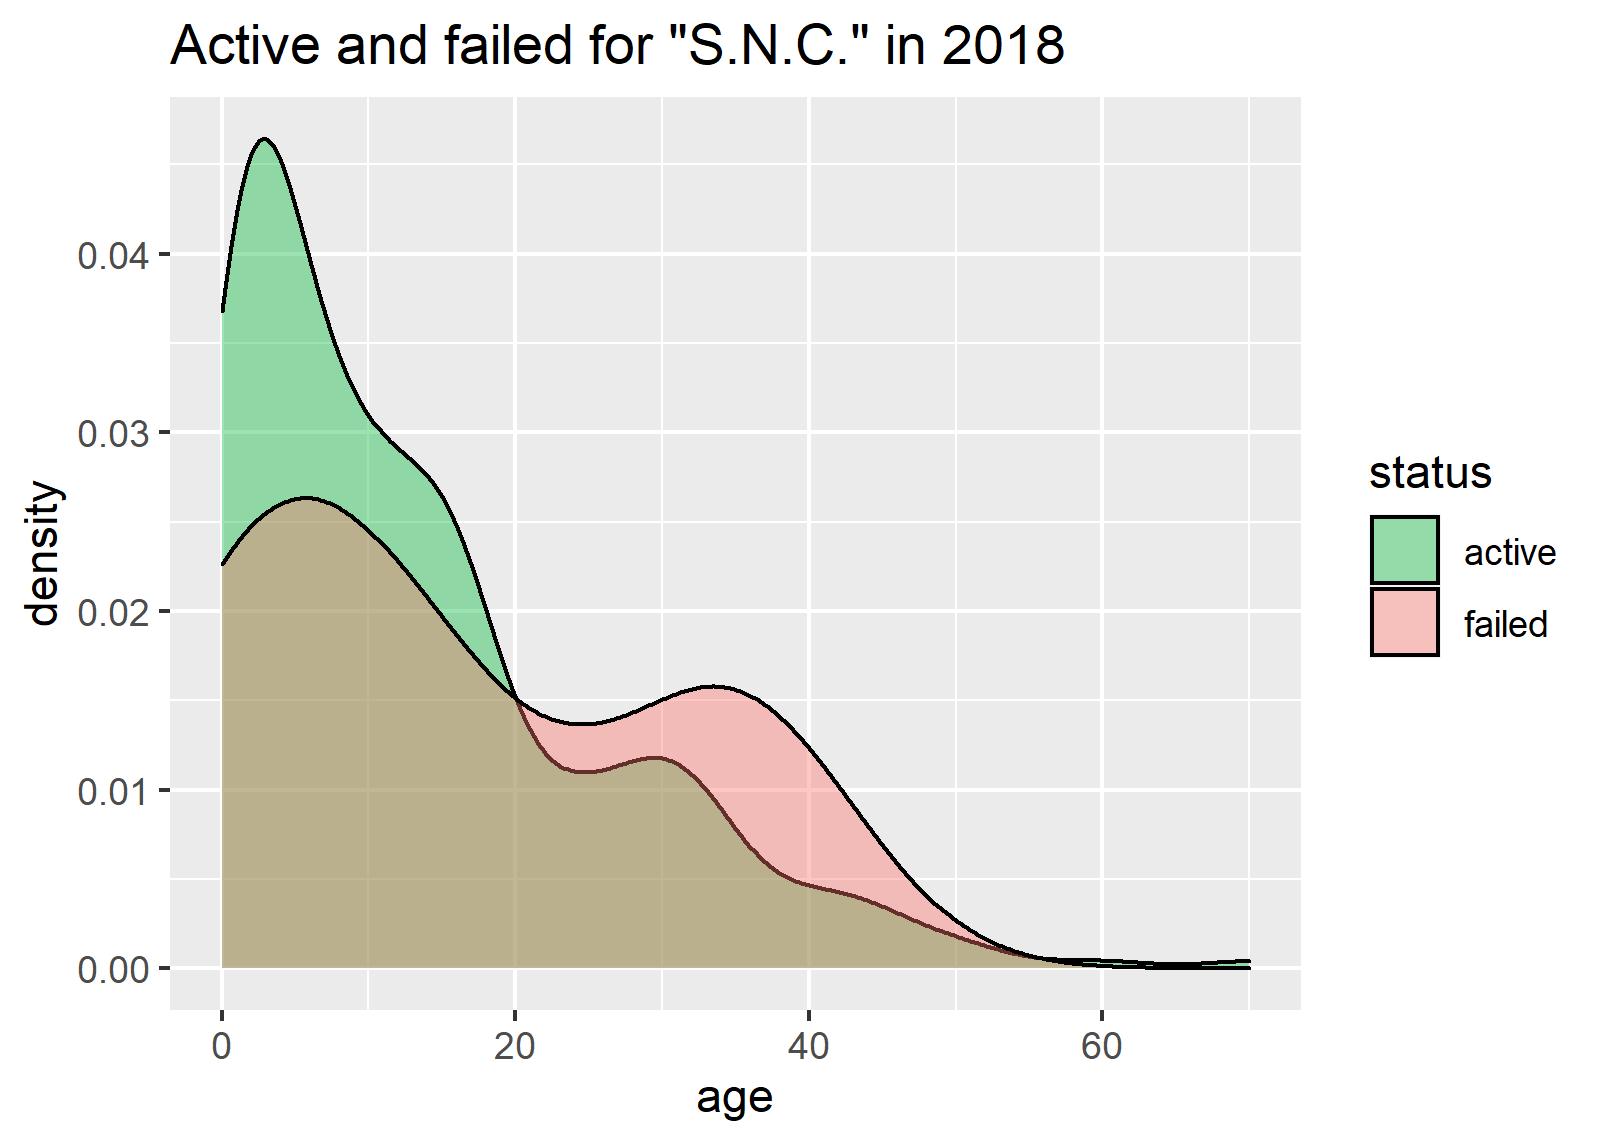 Active and failed for "S.N.C." in 2018
density
0.04
0.03
0.02
0.01
0.00
0 20 40 60
age
status
active
failed